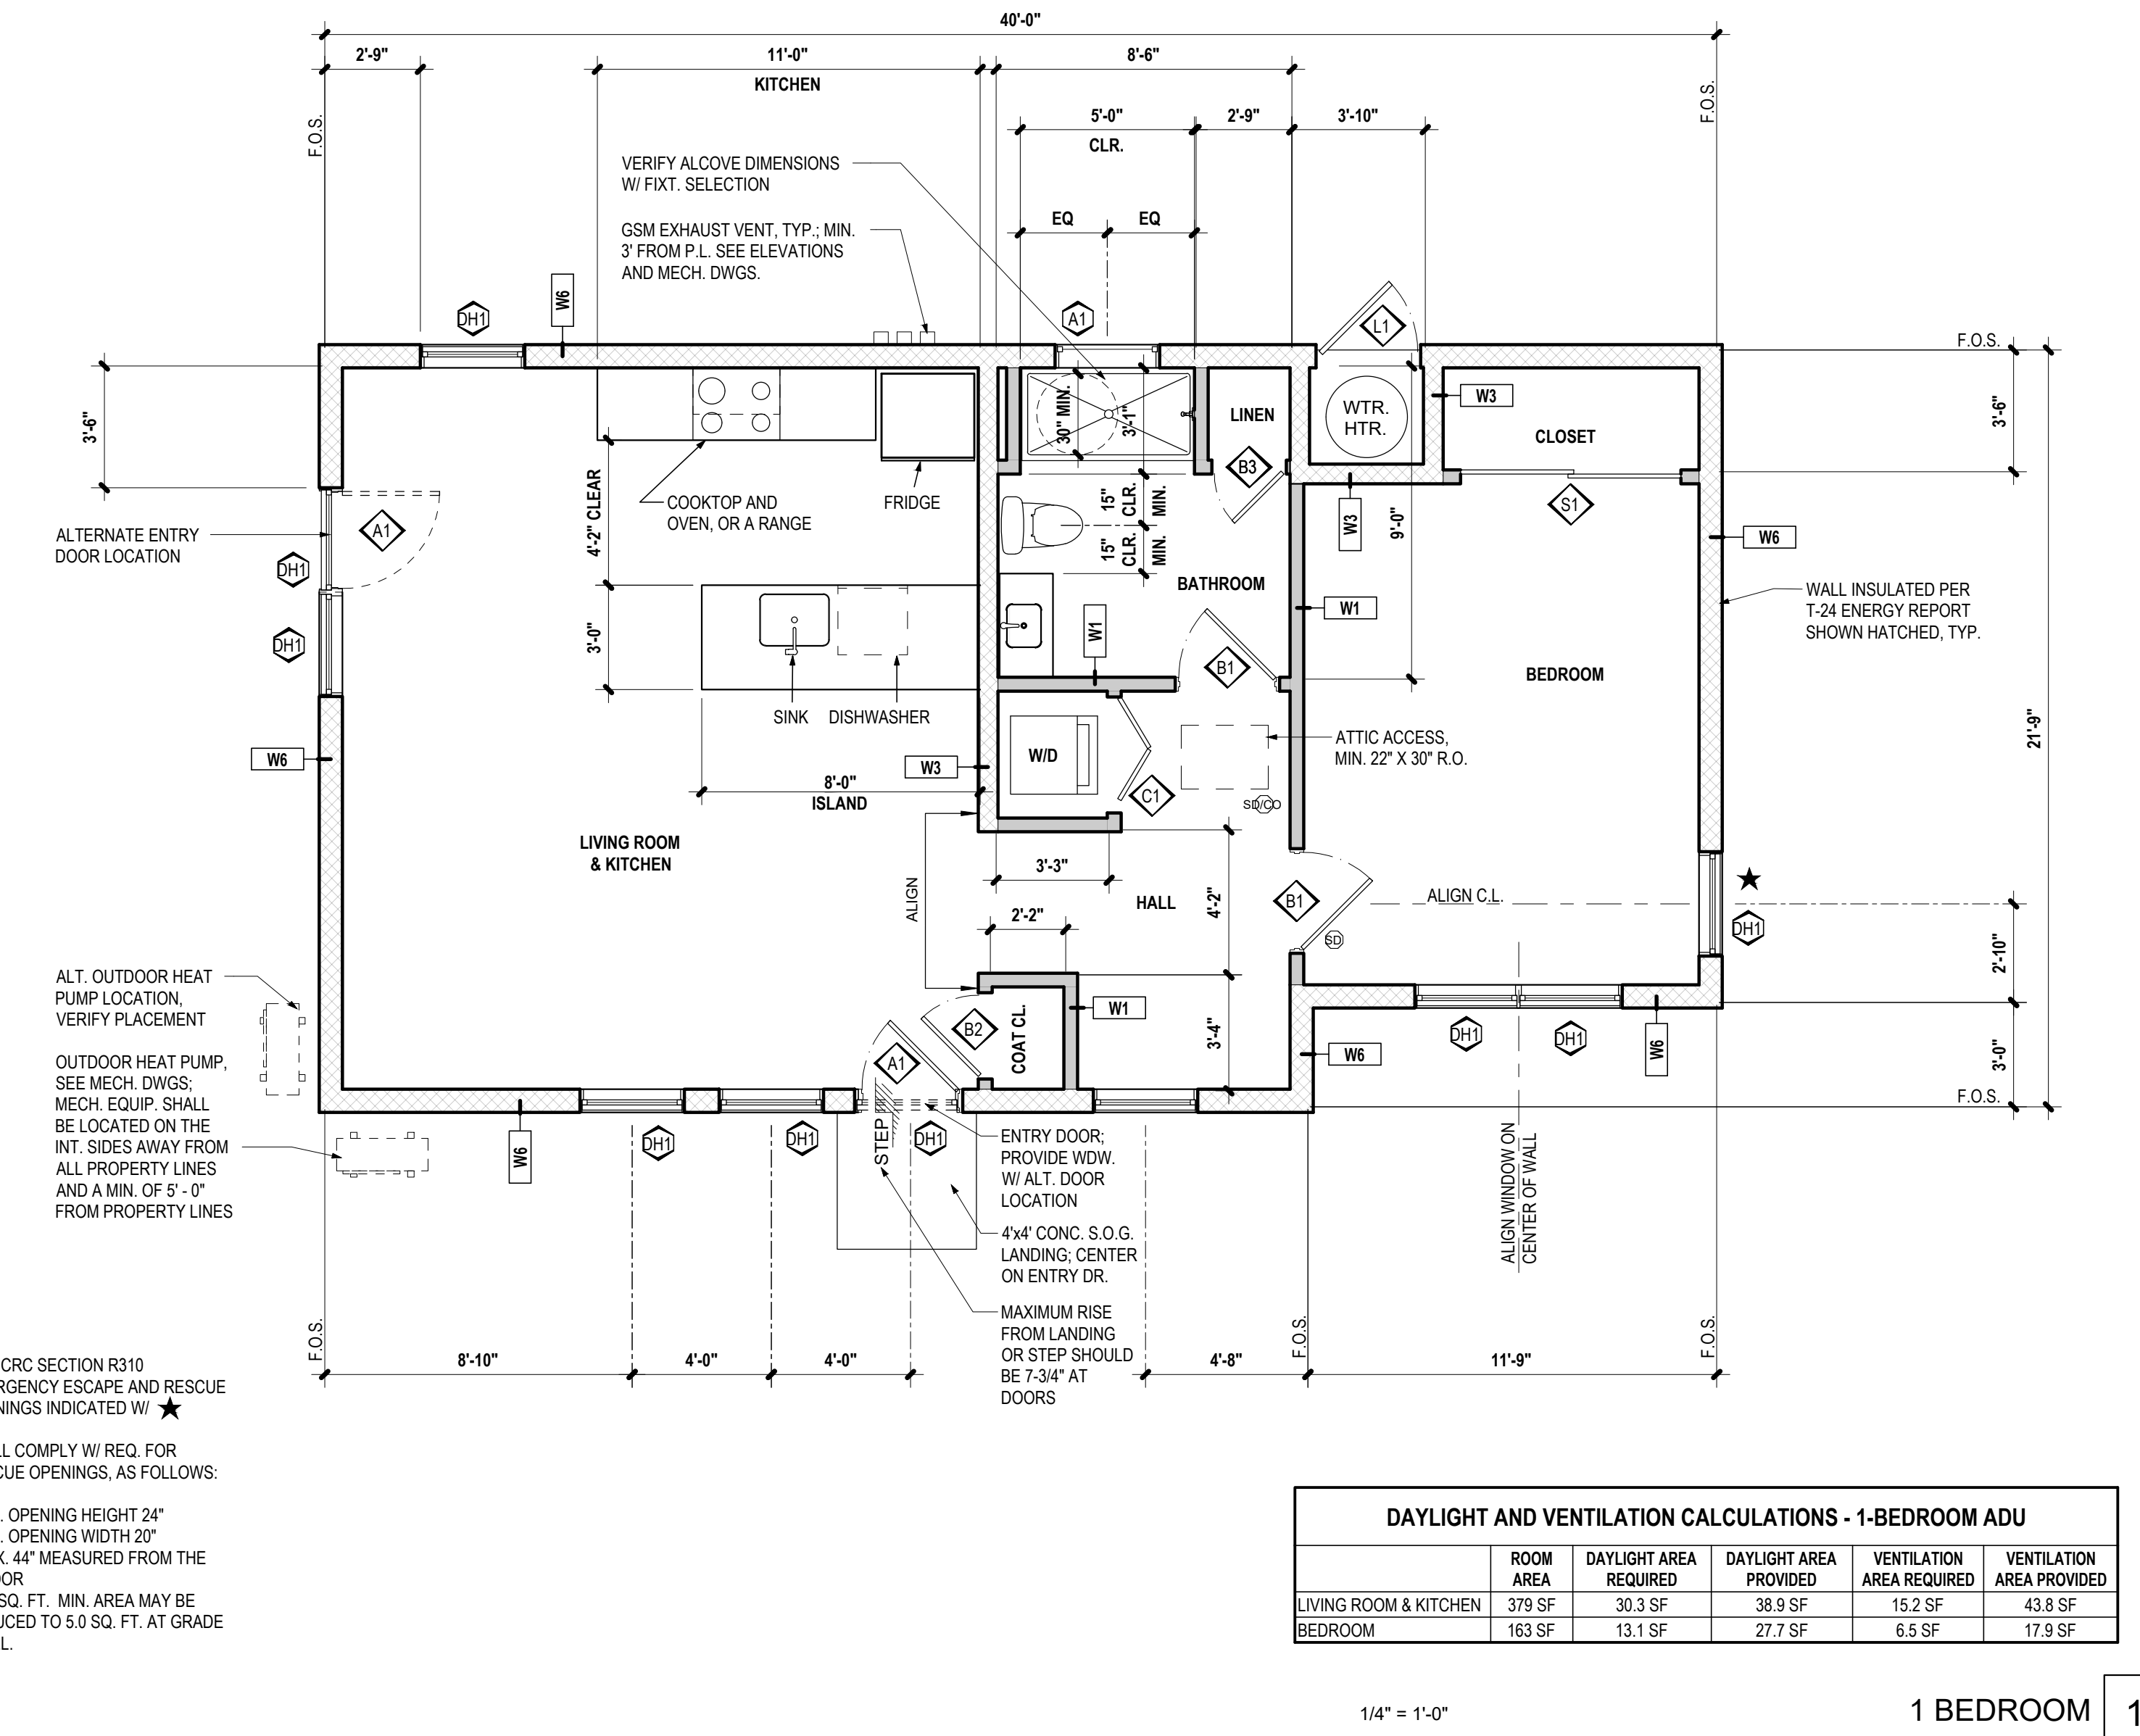 40'-0"
2'-9"
11'-0"
KITCHEN
8'-6"
5'-0"
CLR.
2'-9"
3'-10"
F.O.S.
F.O.S.
VERIFY ALCOVE DIMENSIONS
W/ FIXT. SELECTION
EQ
EQ
GSM EXHAUST VENT, TYP.; MIN.
3' FROM P.L. SEE ELEVATIONS
AND MECH. DWGS.
DH1
W6
A1
L1
F.O.S.
3'-6"
30" MIN.
3'-1"
LINEN
WTR.
HTR.
W3
CLOSET
3'-6"
B3
COOKTOP AND
OVEN, OR A RANGE
FRIDGE
4'-2" CLEAR
15"
CLR.
MIN.
15"
CLR.
MIN.
W3
9'-0"
S1
W6
ALTERNATE ENTRY
DOOR LOCATION
A1
DH1
DH1
BATHROOM
W1
W1
WALL INSULATED PER
T-24 ENERGY REPORT
SHOWN HATCHED, TYP.
3'-0"
B1
BEDROOM
SINK
DISHWASHER
W6
W3
W/D
ATTIC ACCESS,
MIN. 22" X 30" R.O.
21'-9"
8'-0"
ISLAND
C1
SD/CO
LIVING ROOM
& KITCHEN
ALIGN
3'-3"
HALL
4'-2"
B1
ALIGN C.L.
2'-2"
SD
DH1
2'-10"
ALT. OUTDOOR HEAT
PUMP LOCATION,
VERIFY PLACEMENT
W1
B2
COAT CL.
3'-4"
A1
W6
DH1
DH1
W6
3'-0"
OUTDOOR HEAT PUMP,
SEE MECH. DWGS;
MECH. EQUIP. SHALL
BE LOCATED ON THE
INT. SIDES AWAY FROM
ALL PROPERTY LINES
AND A MIN. OF 5' - 0"
FROM PROPERTY LINES
F.O.S.
W6
DH1
DH1
STEP
DH1
ENTRY DOOR;
PROVIDE WDW.
W/ ALT. DOOR
LOCATION
4'x4' CONC. S.O.G.
LANDING; CENTER
ON ENTRY DR.
MAXIMUM RISE
FROM LANDING
OR STEP SHOULD
BE 7-3/4" AT
DOORS
ALIGN WINDOW ON
CENTER OF WALL
F.O.S.
F.O.S.
F.O.S.
8'-10"
4'-0"
4'-0"
4'-8"
11'-9"
CRC SECTION R310
RGENCY ESCAPE AND RESCUE
NINGS INDICATED W/ ★
LL COMPLY W/ REQ. FOR
CUE OPENINGS, AS FOLLOWS:
. OPENING HEIGHT 24"
. OPENING WIDTH 20"
X. 44" MEASURED FROM THE
OOR
SQ. FT. MIN. AREA MAY BE
UCED TO 5.0 SQ. FT. AT GRADE
L.
DAYLIGHT AND VENTILATION CALCULATIONS - 1-BEDROOM ADU
ROOM AREA DAYLIGHT AREA REQUIRED DAYLIGHT AREA PROVIDED VENTILATION AREA REQUIRED VENTILATION AREA PROVIDED
LIVING ROOM & KITCHEN 379 SF 30.3 SF 38.9 SF 15.2 SF 43.8 SF
BEDROOM 163 SF 13.1 SF 27.7 SF 6.5 SF 17.9 SF
1/4" = 1'-0"
1 BEDROOM
1